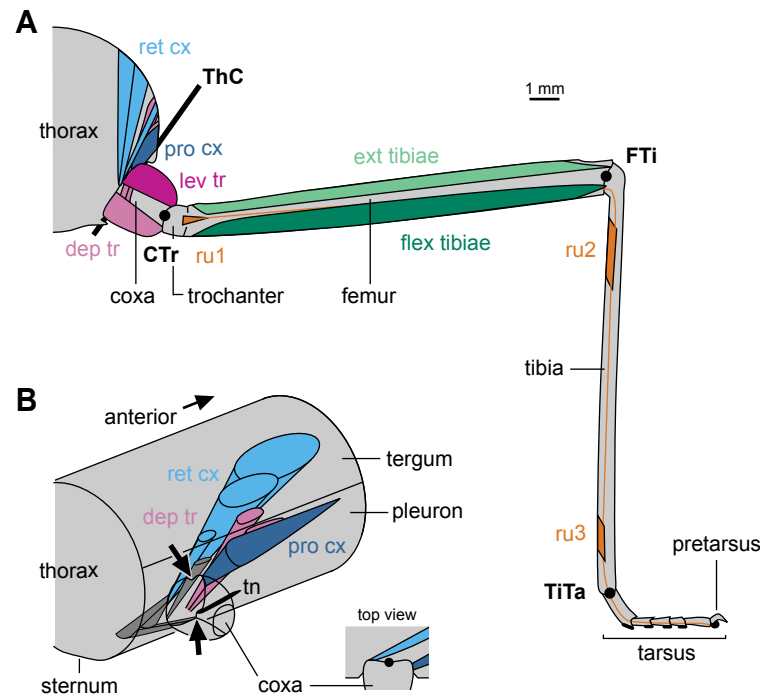 A
ret cx
ThC
1 mm
thorax
pro cx
ext tibiae
FTi
lev tr
dep tr
CTr
ru1
flex tibiae
ru2
coxa
trochanter
femur
tibia
B
anterior
ret cx
tergum
dep tr
pleuron
pro cx
ru3
pretarsus
thorax
tn
TiTa
top view
tarsus
sternum
coxa